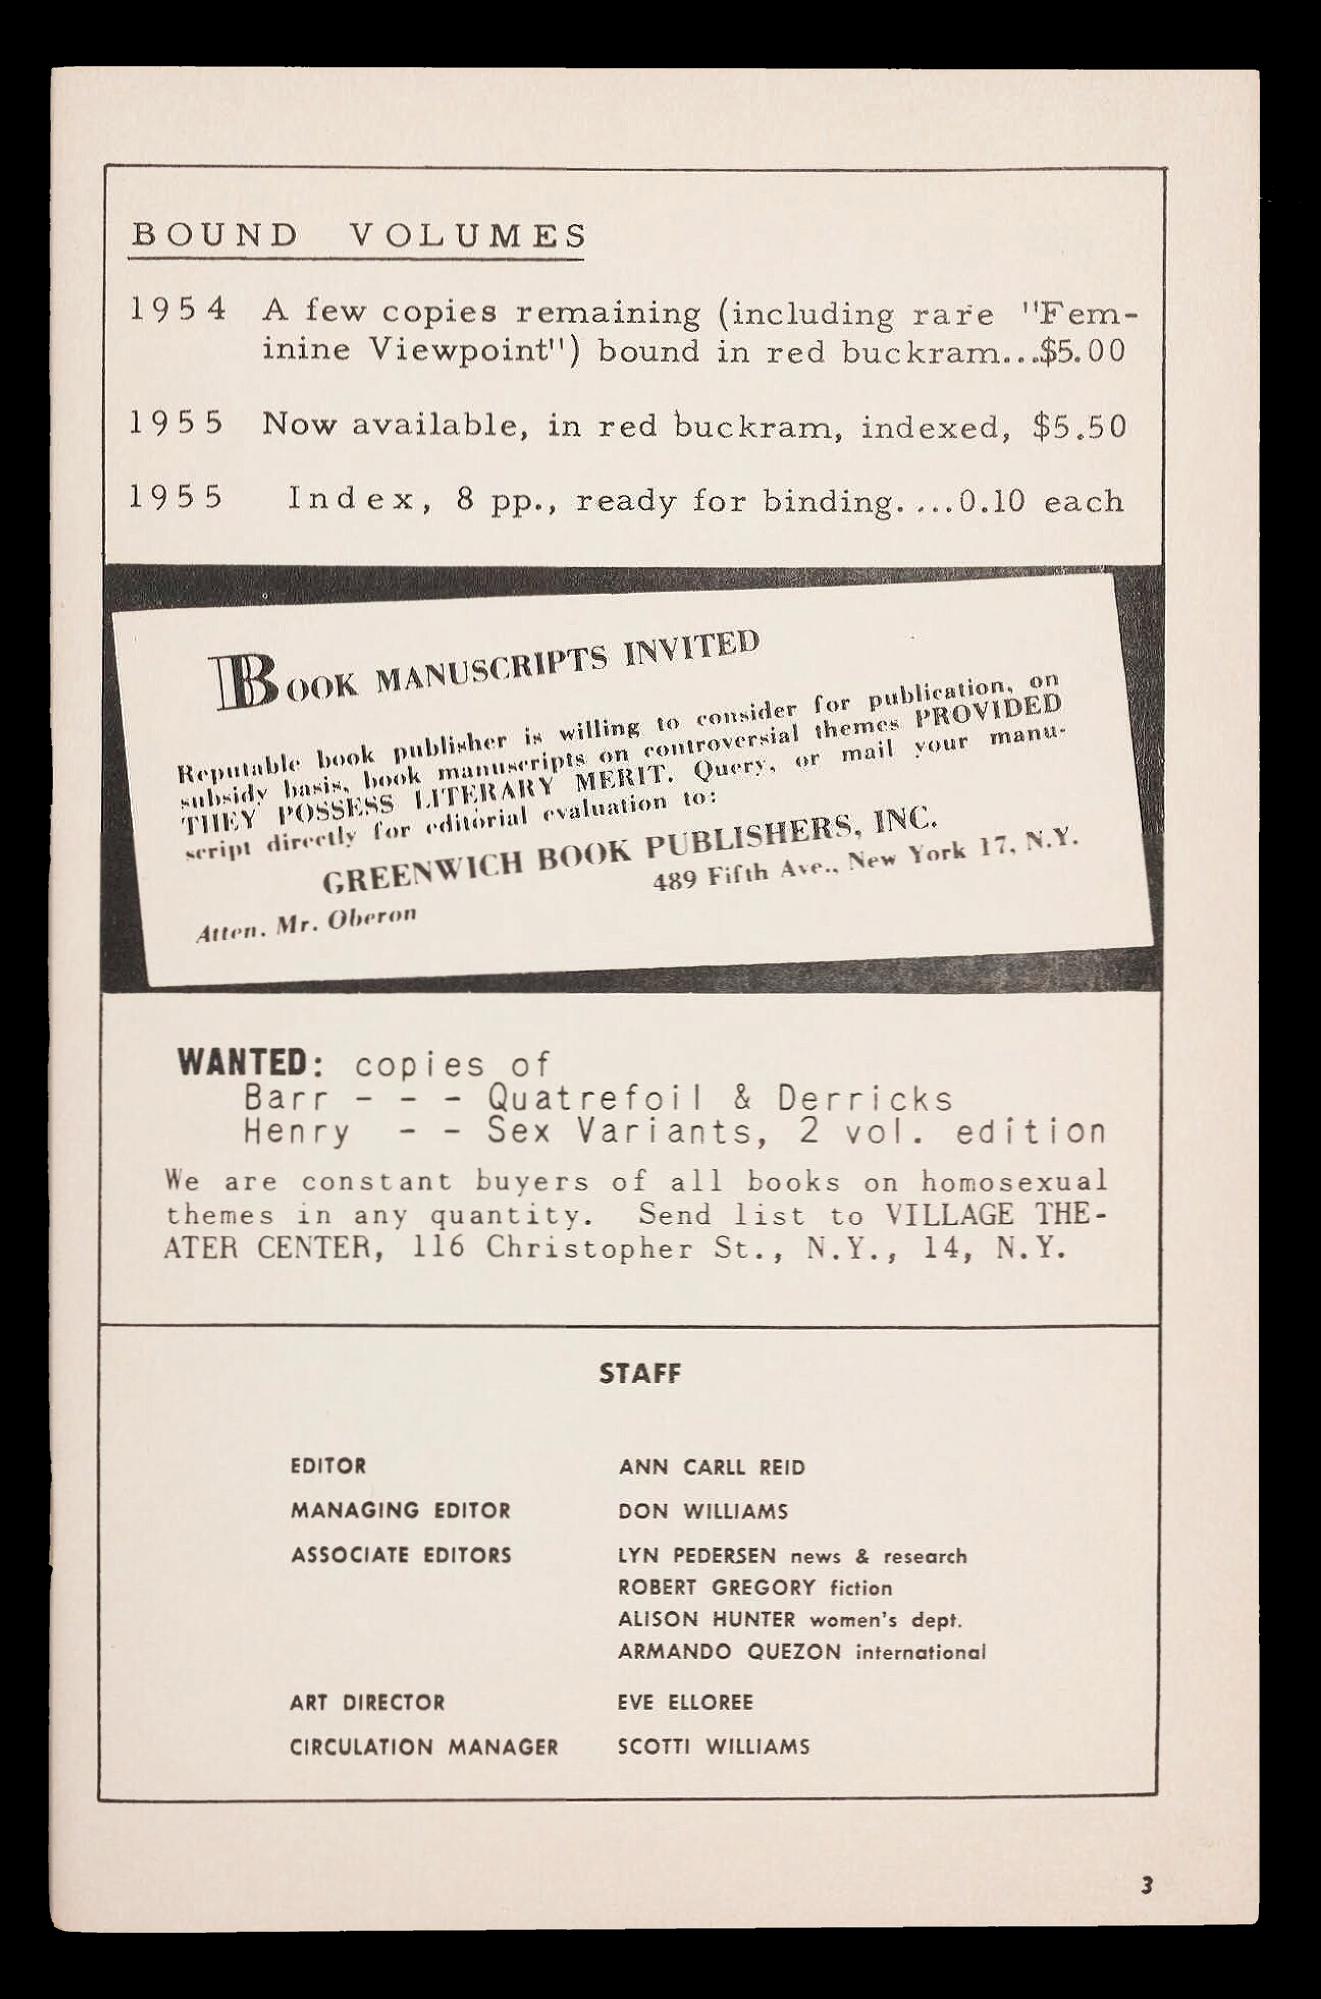 BOUND VOLUMES
1954 A few copies remaining (including rare "Fem-
inine Viewpoint") bound in red buckram...$5.00
1955 Now available, in red buckram, indexed, $5.50
1955 Index, 8 pp., ready for binding. ...0.10 each
BOOK MANUSCRIPTS INVITED
Reputable book publisher is willing to consider for publication, on
subsidy basis, book manuscripts on controversial themes PROVIDED
THEY POSSESS LITERARY MERIT. Query, or mail your manu-
script directly for editorial evaluation to:
GREENWICH BOOK PUBLISHERS, INC.
489 Fifth Ave., New York 17, N.Y.
Atten. Mr. Oberon
WANTED: copies of
Barr - - - Quatrefoil & Derricks
Henry - - Sex Variants, 2 vol. edition
We are constant buyers of all books on homosexual
themes in any quantity. Send list to VILLAGE THE-
ATER CENTER, 116 Christopher St., N.Y., 14, N.Y.
STAFF
EDITOR ANN CARLL REID
MANAGING EDITOR DON WILLIAMS
ASSOCIATE EDITORS LYN PEDERSEN news & research
ROBERT GREGORY fiction
ALISON HUNTER women's dept.
ARMANDO QUEZON international
ART DIRECTOR EVE ELLOREE
CIRCULATION MANAGER SCOTTI WILLIAMS
3